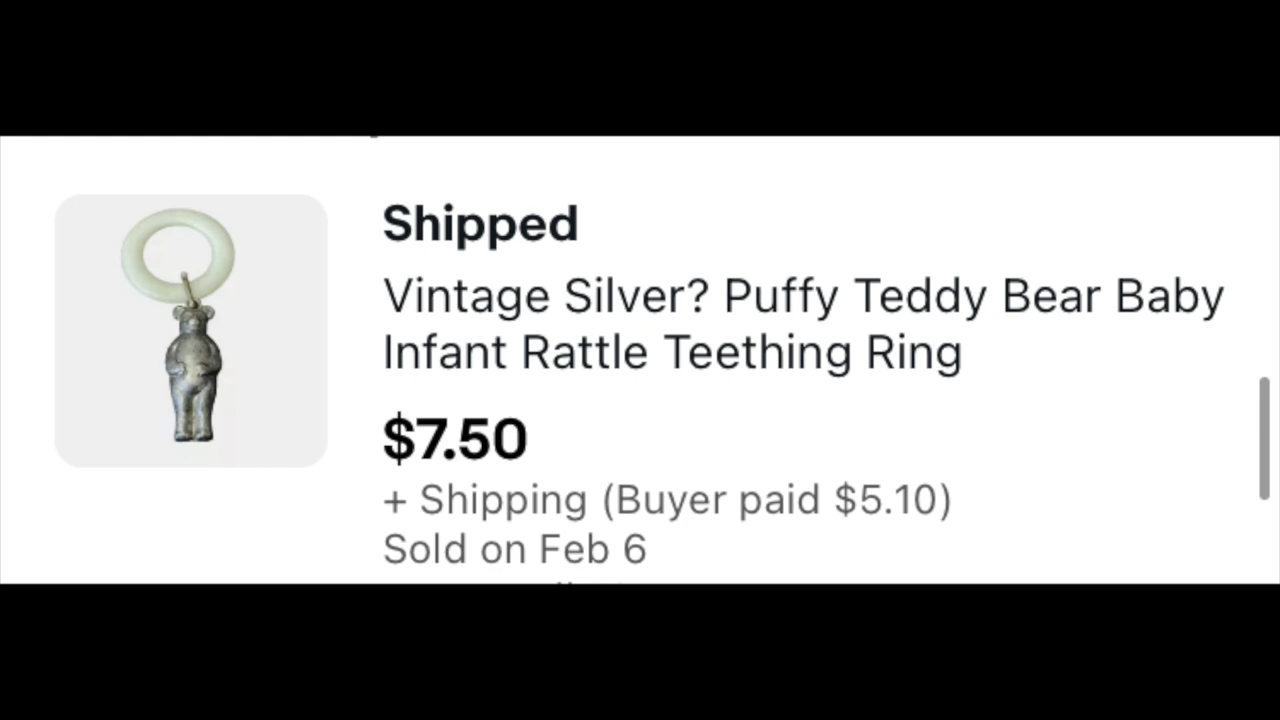 Shipped
Vintage Silver? Puffy Teddy Bear Baby
Infant Rattle Teething Ring
$7.50
+ Shipping (Buyer paid $5.10)
Sold on Feb 6